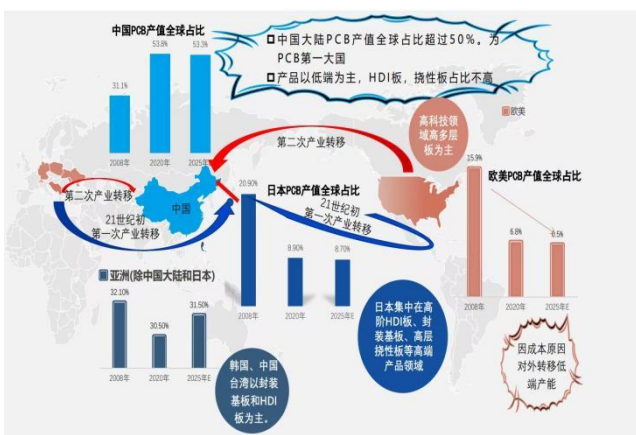 中国PCB产值全球占比
53.8%
53.3%
31.1%
2008年
2020年
2025年
中国大陆PCB产值全球占比超过50%。为
PCB第一大国
产品以低端为主，HDI板，挠性板占比不高
高科技领
域高多层
板为主
欧美
第二次产业转移
15.9%
欧美PCB产值全球占比
6.8%
6.5%
2008年
2020年
2025年E
第二次产业转移
中国
21世纪初
第一次产业转移
日本PCB产值全球占比
20.90%
21世纪初
第一次产业转移
8.90%
8.70%
2008年
2020年
2025年E
亚洲(除中国大陆和日本)
32.10%
30.50%
31.50%
2008年
2020年
2025年E
韩国、中国
台湾以封装
基板和HDI
板为主。
日本集中在高
阶HDI板、封
装基板、高层
挠性板等高端
产品领域
因成本原因
对外转移低
端产能